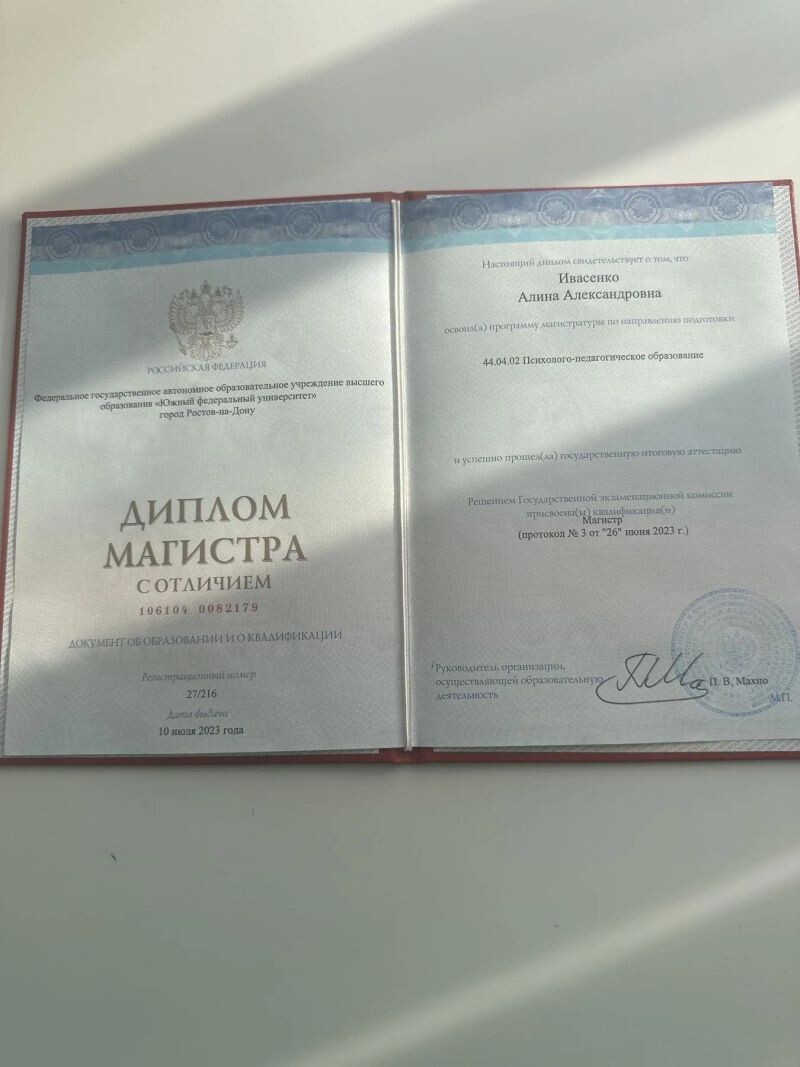 РОССИЙСКАЯ ФЕДЕРАЦИЯ
Федеральное государственное автономное образовательное учреждение высшего
образования «Южный федеральный университет»
город Ростов-на-Дону
ДИПЛОМ
МАГИСТРА
С ОТЛИЧИЕМ
106104 0082179
ДОКУМЕНТ ОБ ОБРАЗОВАНИИ И О КВАЛИФИКАЦИИ
Регистрационный номер
27/216
Дата выдачи
10 июля 2023 года
Настоящий диплом свидетельствует о том, что
Ивасенко
Алина Александровна
освоил(а) программу магистратуры по направлению подготовки
44.04.02 Психолого-педагогическое образование
и успешно прошел(ла) государственную итоговую аттестацию
Решением Государственной экзаменационной комиссии
присвоена(ы) квалификация(и)
Магистр
(протокол № 3 от "26" июня 2023 г.)
Руководитель организации,
осуществляющей образовательную
деятельность
П. В. Махно
М.П.